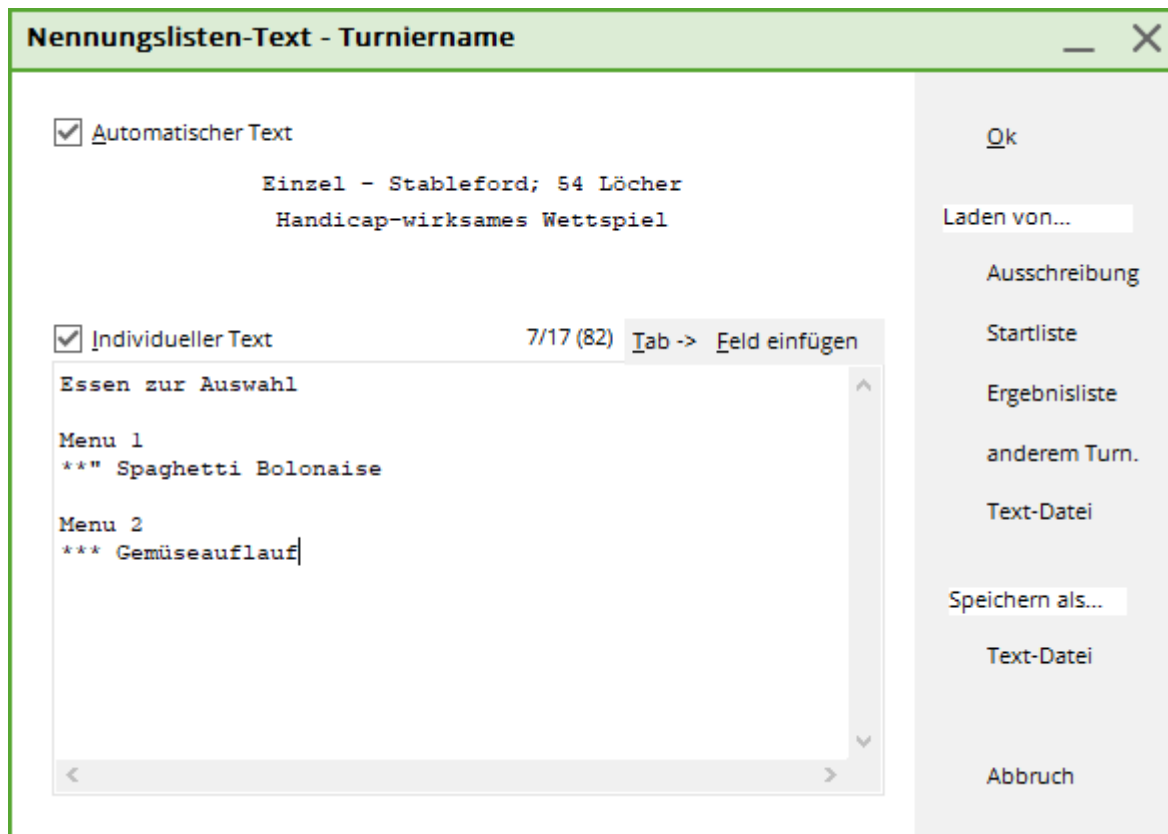 Nennungslisten-Text - Turniername
Automatischer Text
Einzel - Stableford; 54 Löcher
Handicap-wirksames Wettspiel
Individueller Text 7/17 (82) Tab -> Feld einfügen
Essen zur Auswahl
Menu 1
**" Spaghetti Bolonaise
Menu 2
*** Gemüseauflauf
Ok
Laden von...
Ausschreibung
Startliste
Ergebnisliste
anderem Turn.
Text-Datei
Speichern als...
Text-Datei
Abbruch